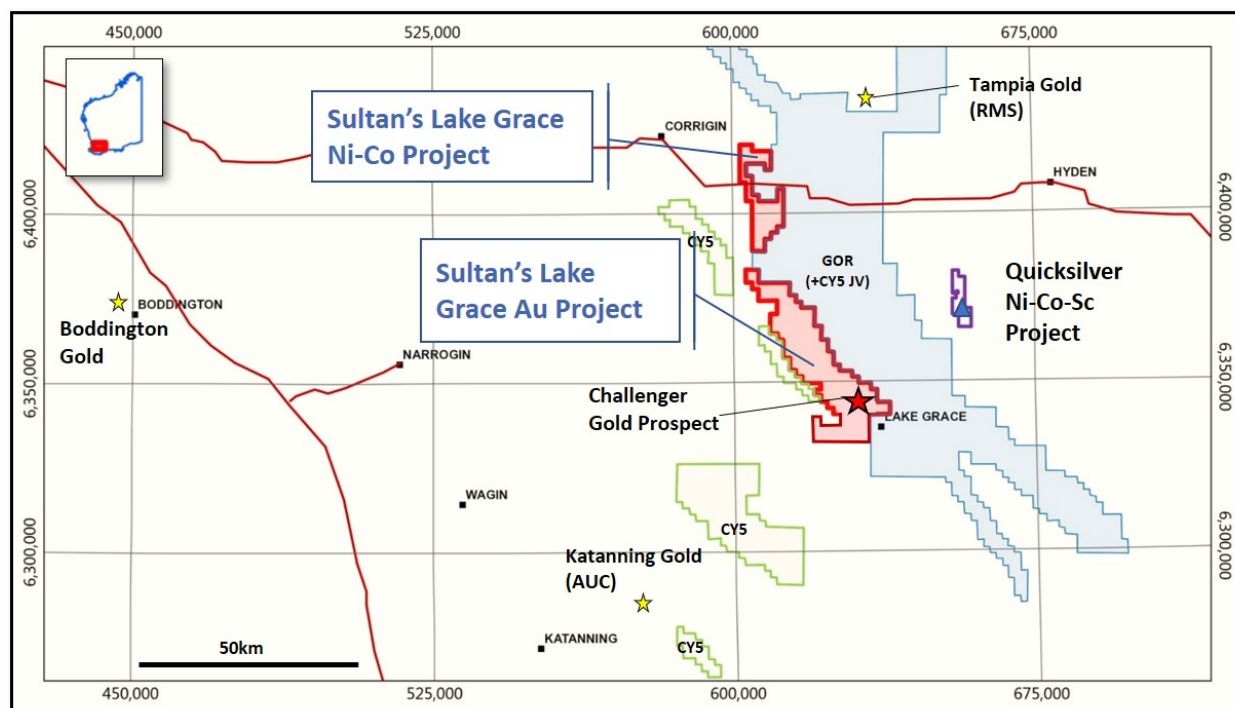 450,000
525,000
600,000
675,000
Sultan's Lake Grace
Ni-Co Project
CORRIGIN
Tampia Gold
(RMS)
HYDEN
6,400,000
6,400,000
CY5
Sultan's Lake
Grace Au Project
GOR
(+CY5 JV)
Quicksilver
Ni-Co-Sc
Project
BODDINGTON
Boddington
Gold
NARROGIN
6,350,000
6,350,000
Challenger
Gold Prospect
LAKE GRACE
WAGIN
CY5
6,300,000
6,300,000
Katanning Gold
(AUC)
KATANNING
CY5
50km
450,000
525,000
600,000
675,000